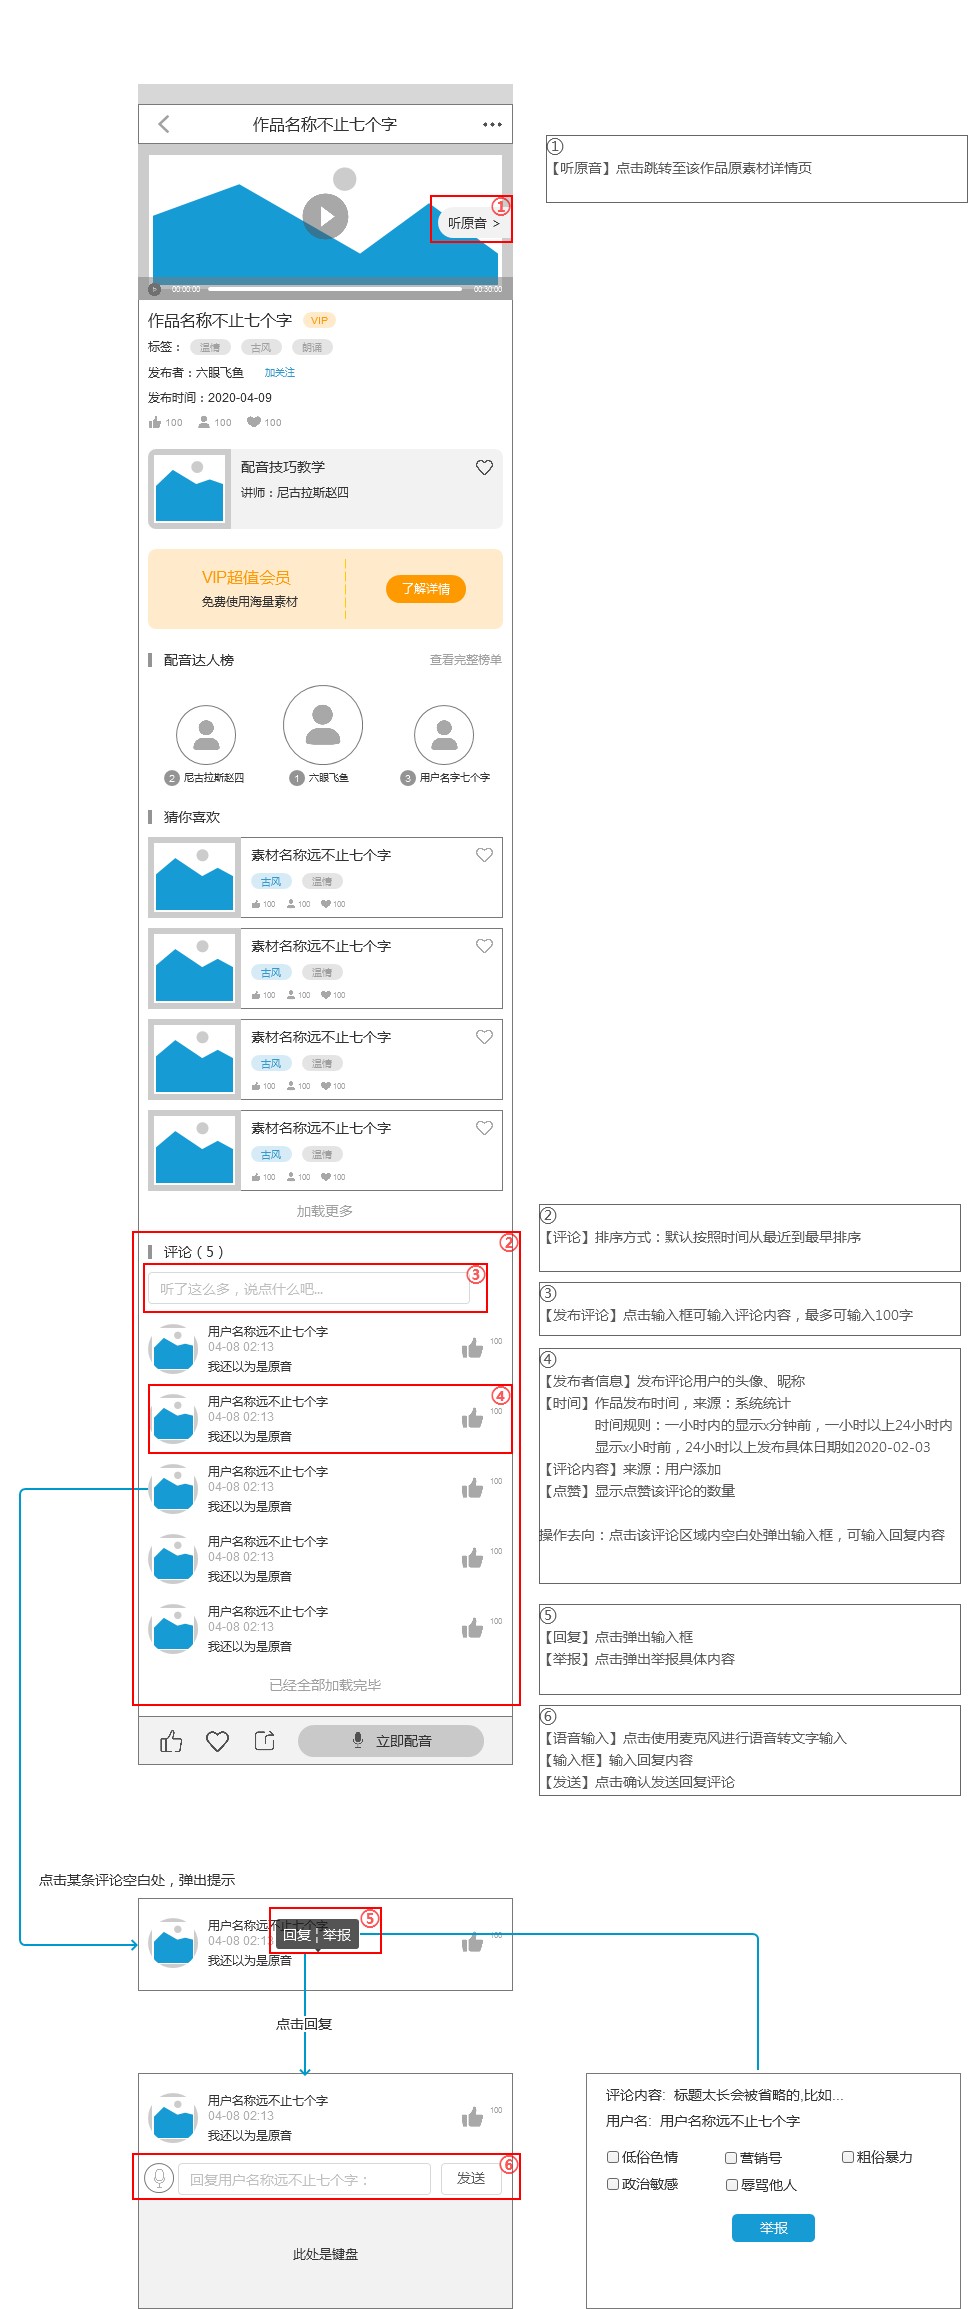 作品名称不止七个字
①
【听原音】点击跳转至该作品原素材详情页
①
听原音 >
00:00:00
00:30:00
作品名称不止七个字 VIP
标签： 温情 古风 朗诵
发布者：六眼飞鱼 加关注
发布时间：2020-04-09
100 100 100
配音技巧教学
讲师：尼古拉斯赵四
VIP超值会员
免费使用海量素材
了解详情
配音达人榜 查看完整榜单
2 尼古拉斯赵四 1 六眼飞鱼 3 用户名字七个字
猜你喜欢
素材名称远不止七个字
古风 温情
100 100 100
素材名称远不止七个字
古风 温情
100 100 100
素材名称远不止七个字
古风 温情
100 100 100
素材名称远不止七个字
古风 温情
100 100 100
加载更多
②
评论（5）
③
听了这么多，说点什么吧...
用户名称远不止七个字
04-08 02:13
我还以为是原音
100
④
用户名称远不止七个字
04-08 02:13
我还以为是原音
100
用户名称远不止七个字
04-08 02:13
我还以为是原音
100
用户名称远不止七个字
04-08 02:13
我还以为是原音
100
用户名称远不止七个字
04-08 02:13
我还以为是原音
100
已经全部加载完毕
立即配音
②
【评论】排序方式：默认按照时间从最近到最早排序
③
【发布评论】点击输入框可输入评论内容，最多可输入100字
④
【发布者信息】发布评论用户的头像、昵称
【时间】作品发布时间，来源：系统统计
时间规则：一小时内的显示x分钟前，一小时以上24小时内
显示x小时前，24小时以上发布具体日期如2020-02-03
【评论内容】来源：用户添加
【点赞】显示点赞该评论的数量
操作去向：点击该评论区域内空白处弹出输入框，可输入回复内容
⑤
【回复】点击弹出输入框
【举报】点击弹出举报具体内容
⑥
【语音输入】点击使用麦克风进行语音转文字输入
【输入框】输入回复内容
【发送】点击确认发送回复评论
点击某条评论空白处，弹出提示
⑤
用户名称远不止七个字
04-08 02:13
我还以为是原音
回复 ¦ 举报
100
点击回复
用户名称远不止七个字
04-08 02:13
我还以为是原音
100
⑥
回复用户名称远不止七个字： 发送
此处是键盘
评论内容: 标题太长会被省略的,比如...
用户名: 用户名称远不止七个字
低俗色情 营销号 粗俗暴力
政治敏感 辱骂他人
举报